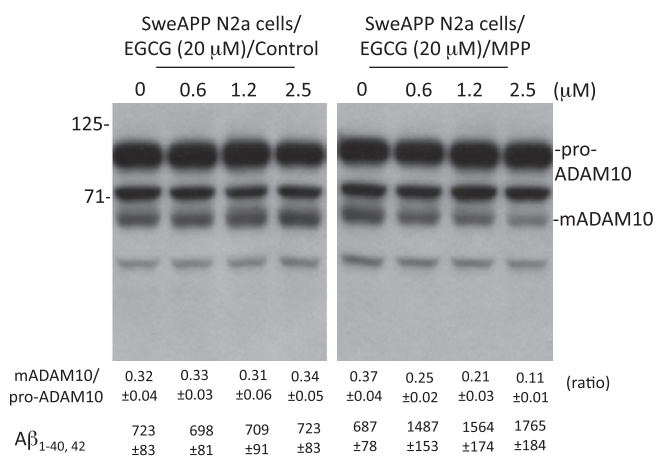 SweAPP N2a cells/
EGCG (20 μM)/Control
SweAPP N2a cells/
EGCG (20 μM)/MPP
0 0.6 1.2 2.5 0 0.6 1.2 2.5 (μM)
125-
-pro-
ADAM10
71-
-mADAM10
mADAM10/
pro-ADAM10
0.32 0.33 0.31 0.34 0.37 0.25 0.21 0.11
±0.04 ±0.03 ±0.06 ±0.05 ±0.04 ±0.02 ±0.03 ±0.01
(ratio)
Aβ1-40, 42
723 698 709 723 687 1487 1564 1765
±83 ±81 ±91 ±83 ±78 ±153 ±174 ±184